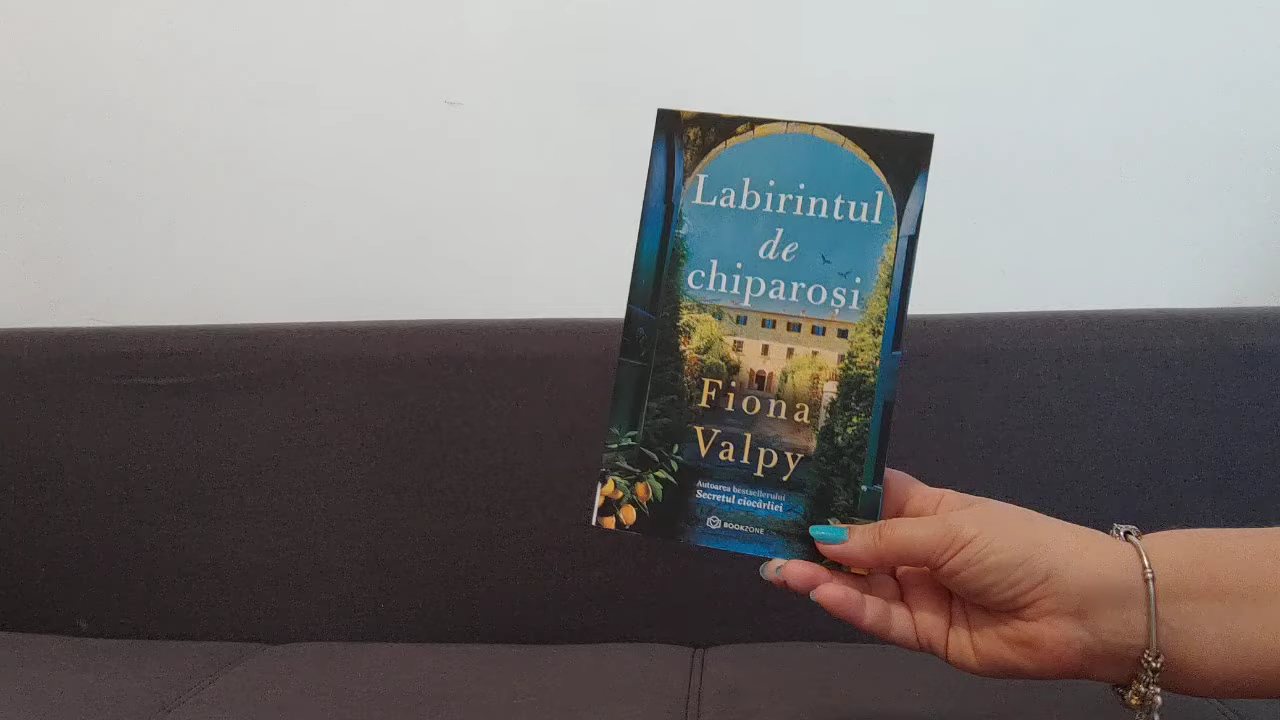 Labirintul
de
chiparoși
Fiona
Valpy
Autoarea bestsellerului
Secretul ciocârliei
BOOKZONE